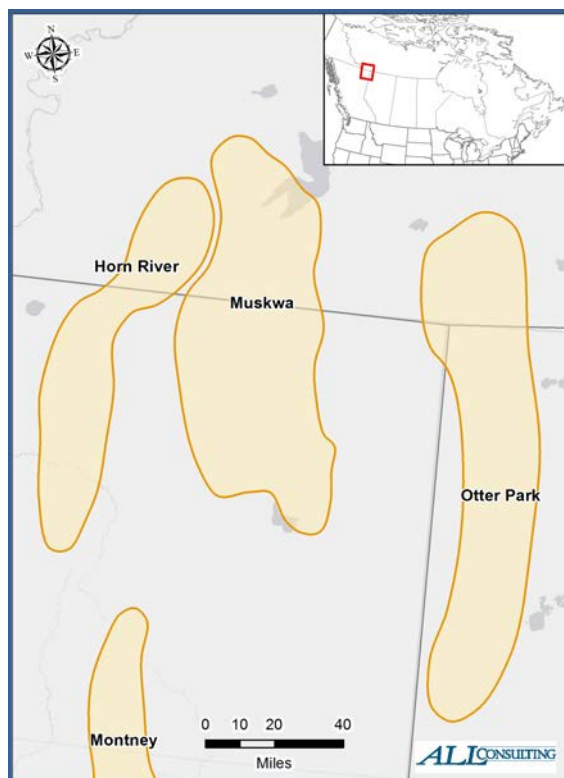 N
W E
S
Horn River
Muskwa
Otter Park
Montney
0 10 20 40
Miles
ALL CONSULTING